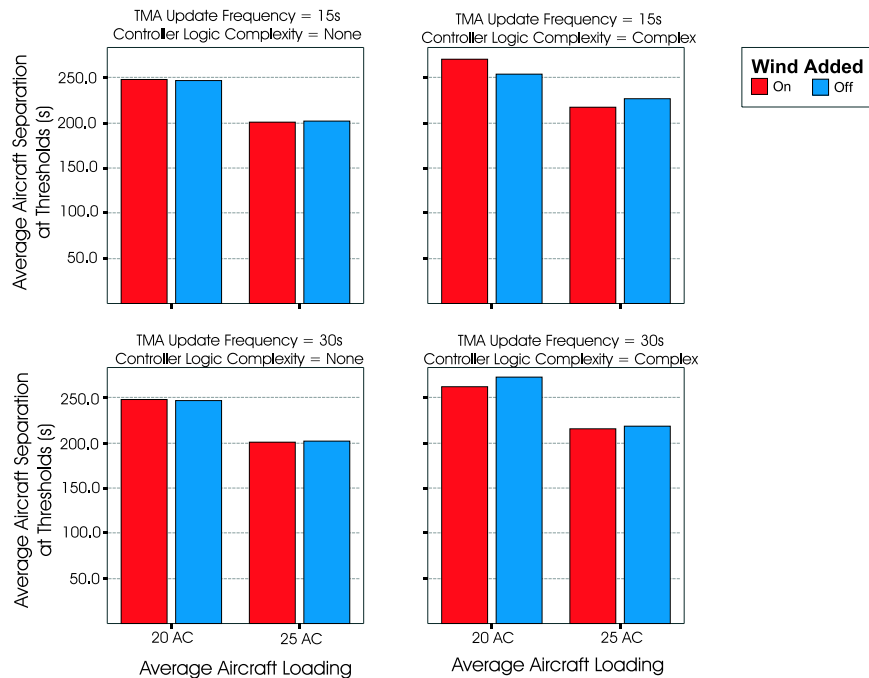 TMA Update Frequency = 15s
Controller Logic Complexity = None
TMA Update Frequency = 15s
Controller Logic Complexity = Complex
Wind Added
On Off
Average Aircraft Separation
at Thresholds (s)
250.0
200.0
150.0
100.0
50.0
TMA Update Frequency = 30s
Controller Logic Complexity = None
TMA Update Frequency = 30s
Controller Logic Complexity = Complex
Average Aircraft Separation
at Thresholds (s)
250.0
200.0
150.0
100.0
50.0
20 AC 25 AC
20 AC 25 AC
Average Aircraft Loading
Average Aircraft Loading